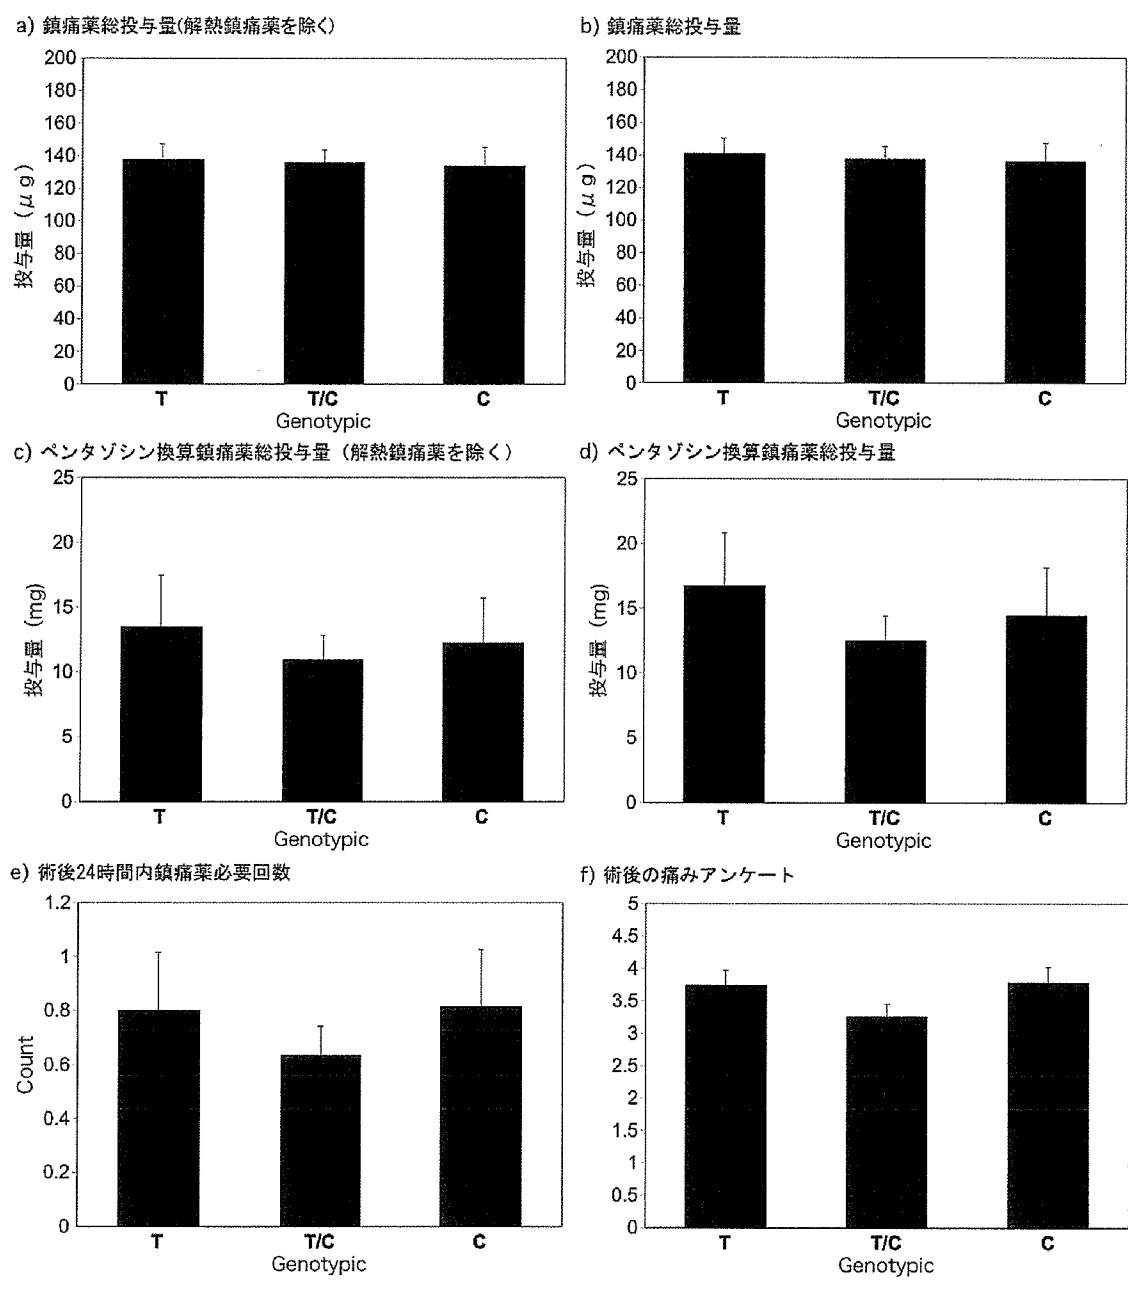 a) 鎮痛薬総投与量(解熱鎮痛薬を除く)
200
180
160
140
120
100
80
60
40
20
0
投与量（μg）
T T/C C
Genotypic
b) 鎮痛薬総投与量
200
180
160
140
120
100
80
60
40
20
0
投与量（μg）
T T/C C
Genotypic
c) ペンタゾシン換算鎮痛薬総投与量（解熱鎮痛薬を除く）
25
20
15
10
5
0
投与量（mg）
T T/C C
Genotypic
d) ペンタゾシン換算鎮痛薬総投与量
25
20
15
10
5
0
投与量（mg）
T T/C C
Genotypic
e) 術後24時間内鎮痛薬必要回数
1.2
1
0.8
0.6
0.4
0.2
0
Count
T T/C C
Genotypic
f) 術後の痛みアンケート
5
4.5
4
3.5
3
2.5
2
1.5
1
0.5
0
T T/C C
Genotypic